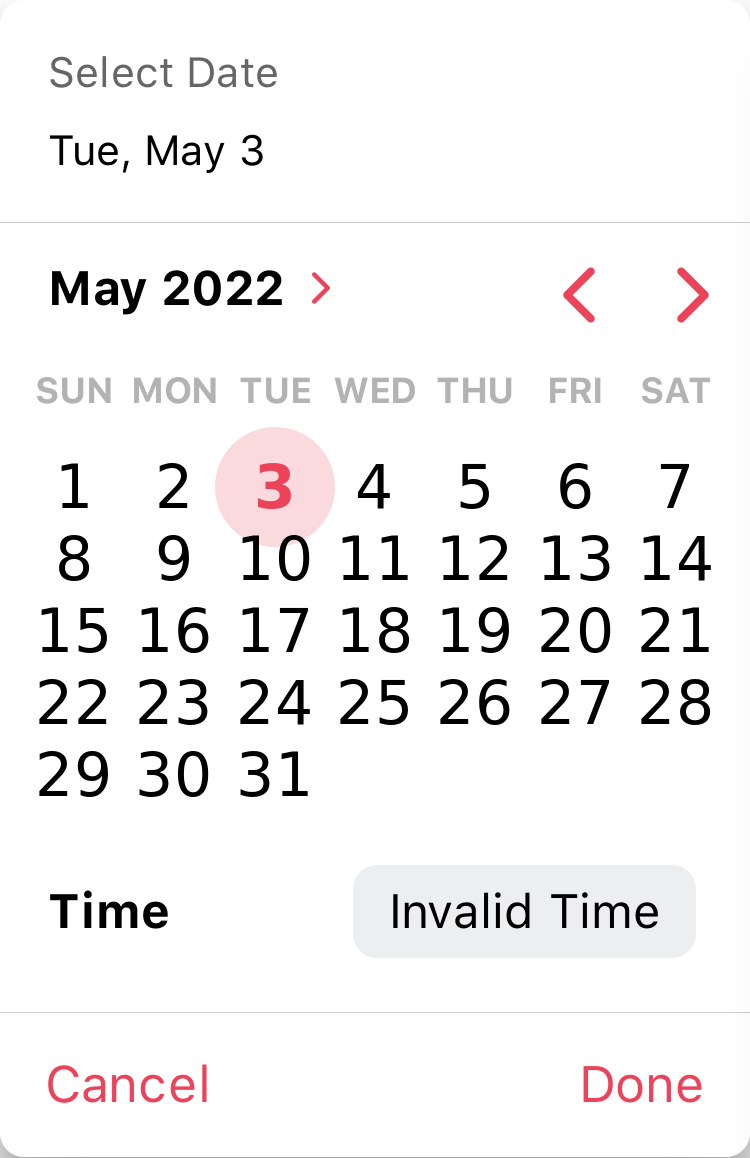 Select Date
Tue, May 3
May 2022
SUN MON TUE WED THU FRI SAT
1 2 3 4 5 6 7
8 9 10 11 12 13 14
15 16 17 18 19 20 21
22 23 24 25 26 27 28
29 30 31
Time Invalid Time
Cancel Done